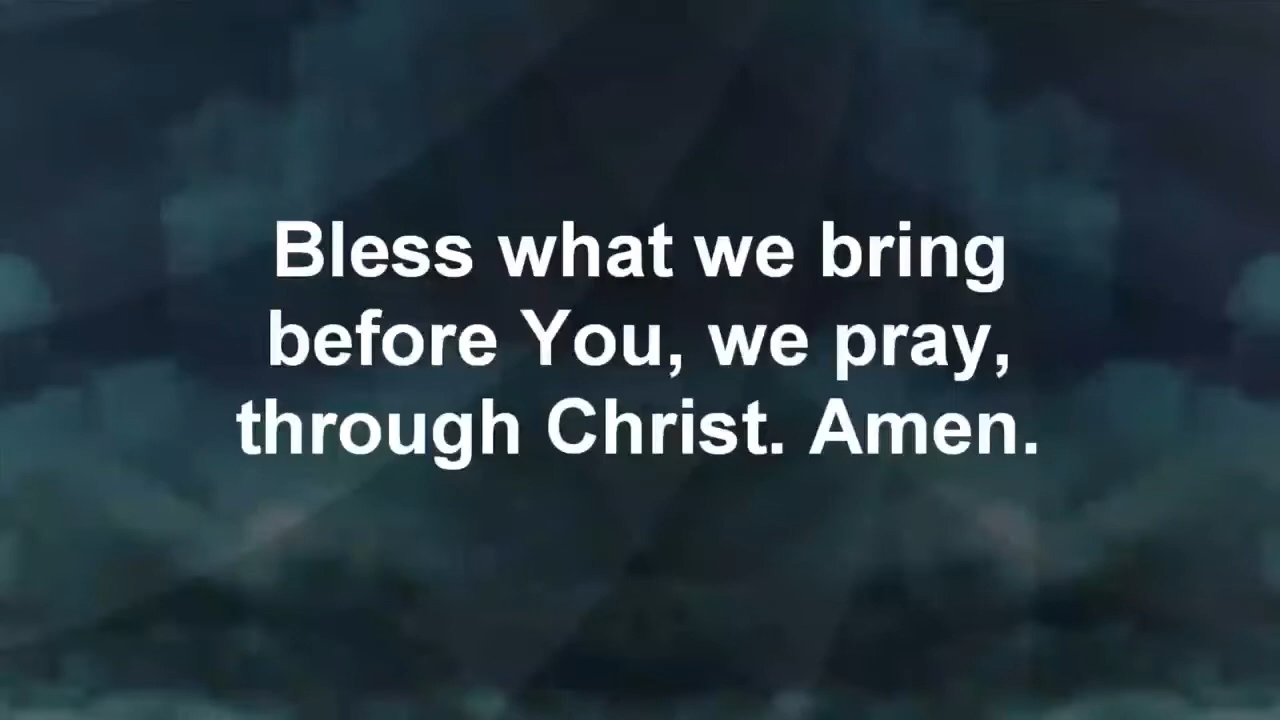 Bless what we bring
before You, we pray,
through Christ. Amen.